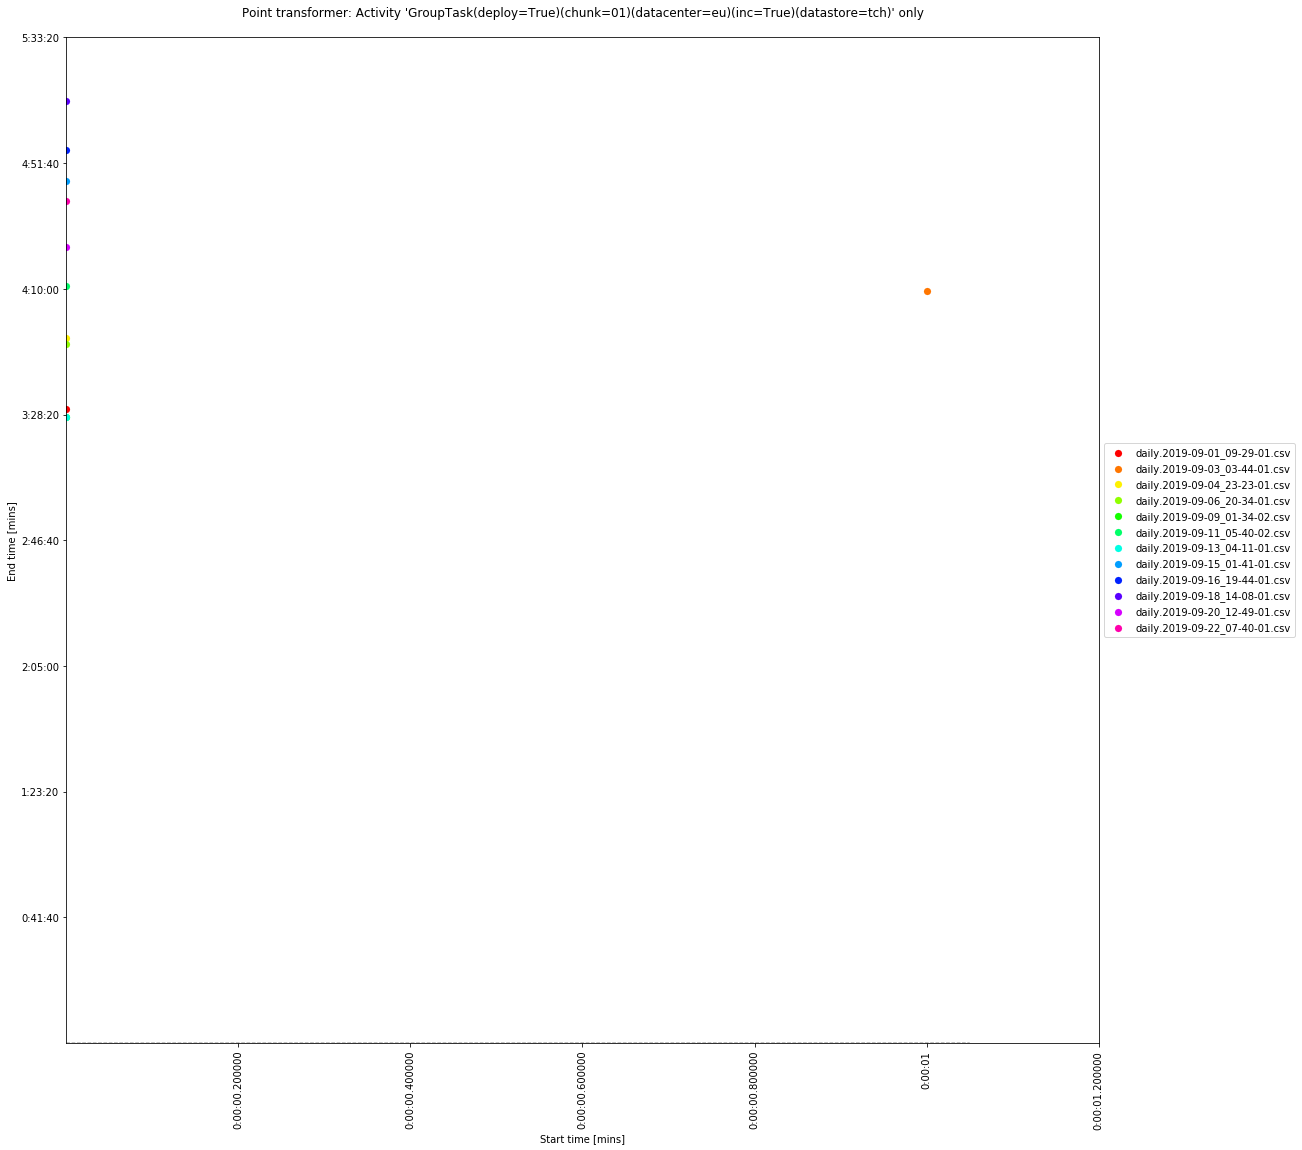 Point transformer: Activity 'GroupTask(deploy=True)(chunk=01)(datacenter=eu)(inc=True)(datastore=tch)' only
5:33:20
4:51:40
4:10:00
3:28:20
2:46:40
2:05:00
1:23:20
0:41:40
End time [mins]
0:00:00.200000
0:00:00.400000
0:00:00.600000
0:00:00.800000
0:00:01
0:00:01.200000
Start time [mins]
daily.2019-09-01_09-29-01.csv
daily.2019-09-03_03-44-01.csv
daily.2019-09-04_23-23-01.csv
daily.2019-09-06_20-34-01.csv
daily.2019-09-09_01-34-02.csv
daily.2019-09-11_05-40-02.csv
daily.2019-09-13_04-11-01.csv
daily.2019-09-15_01-41-01.csv
daily.2019-09-16_19-44-01.csv
daily.2019-09-18_14-08-01.csv
daily.2019-09-20_12-49-01.csv
daily.2019-09-22_07-40-01.csv